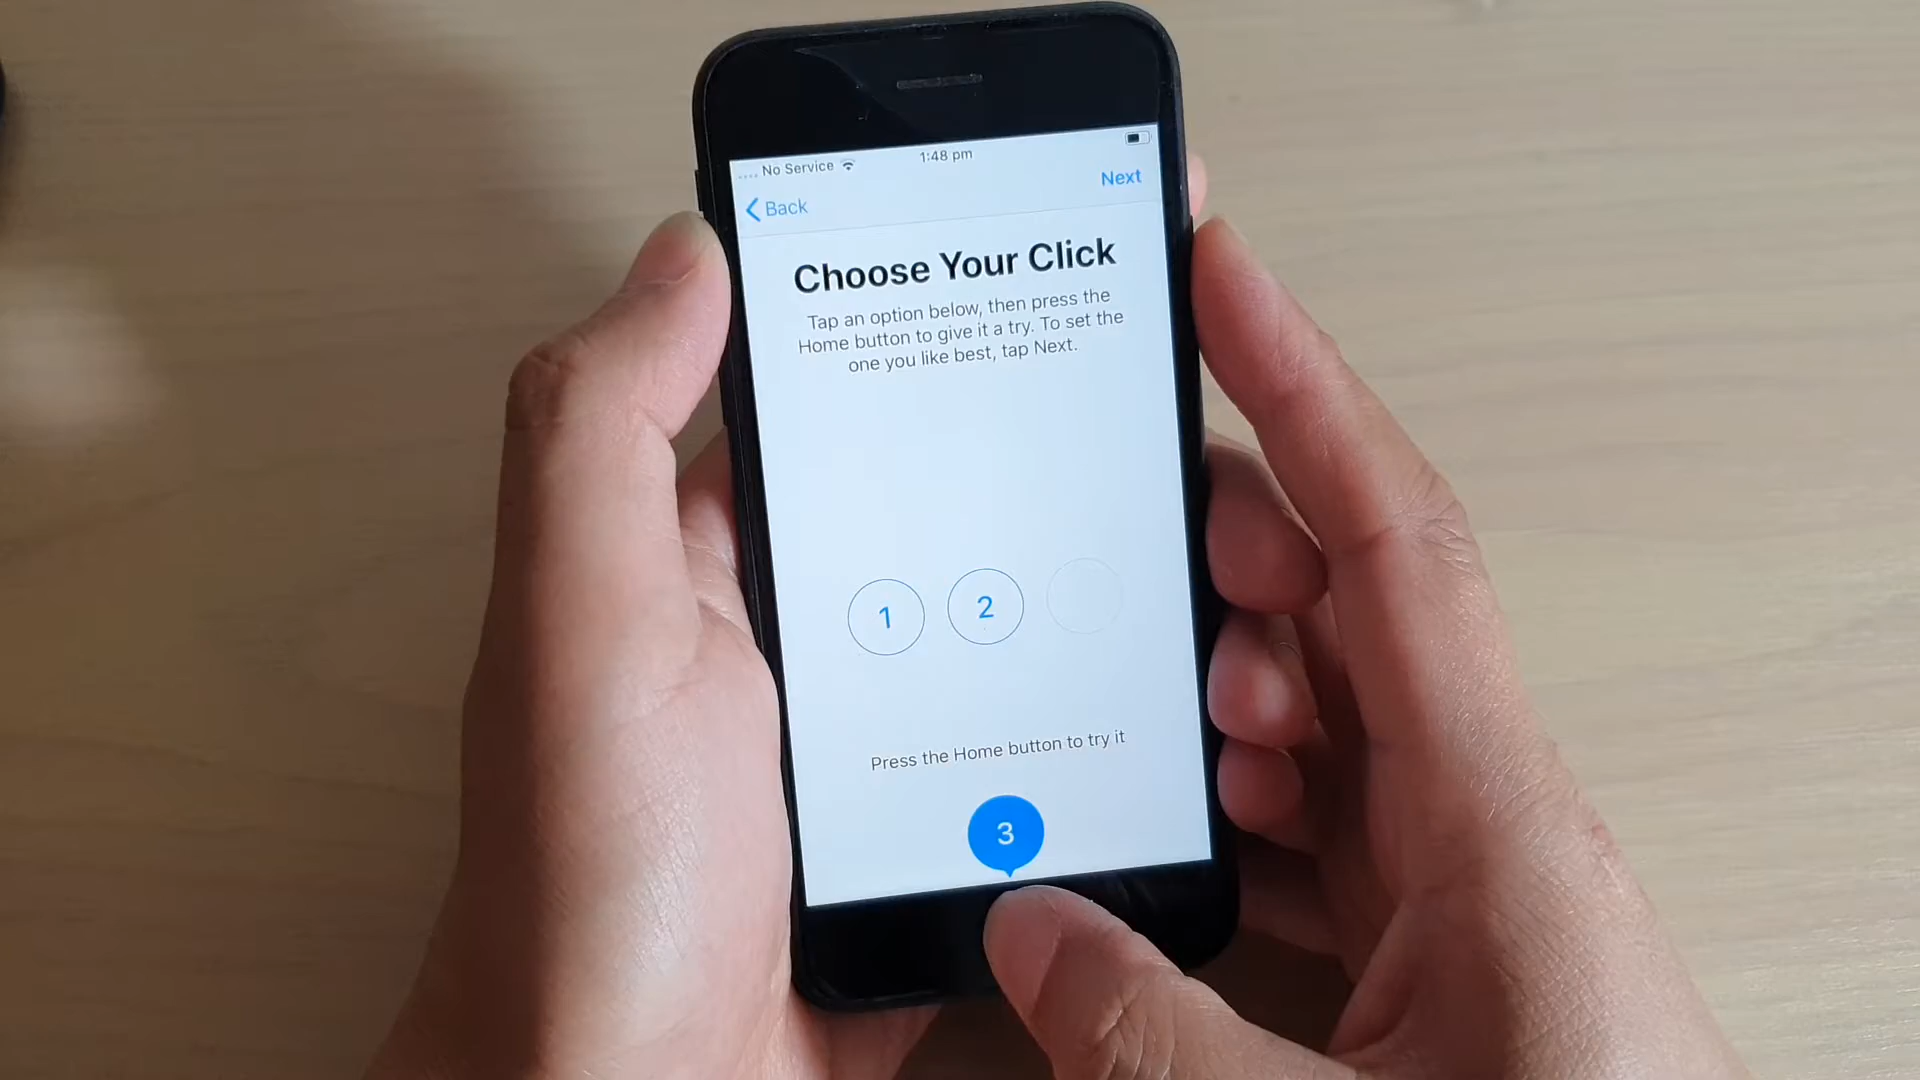 .... No Service
1:48 pm
Back
Next
Choose Your Click
Tap an option below, then press the
Home button to give it a try. To set the
one you like best, tap Next.
1
2
Press the Home button to try it
3